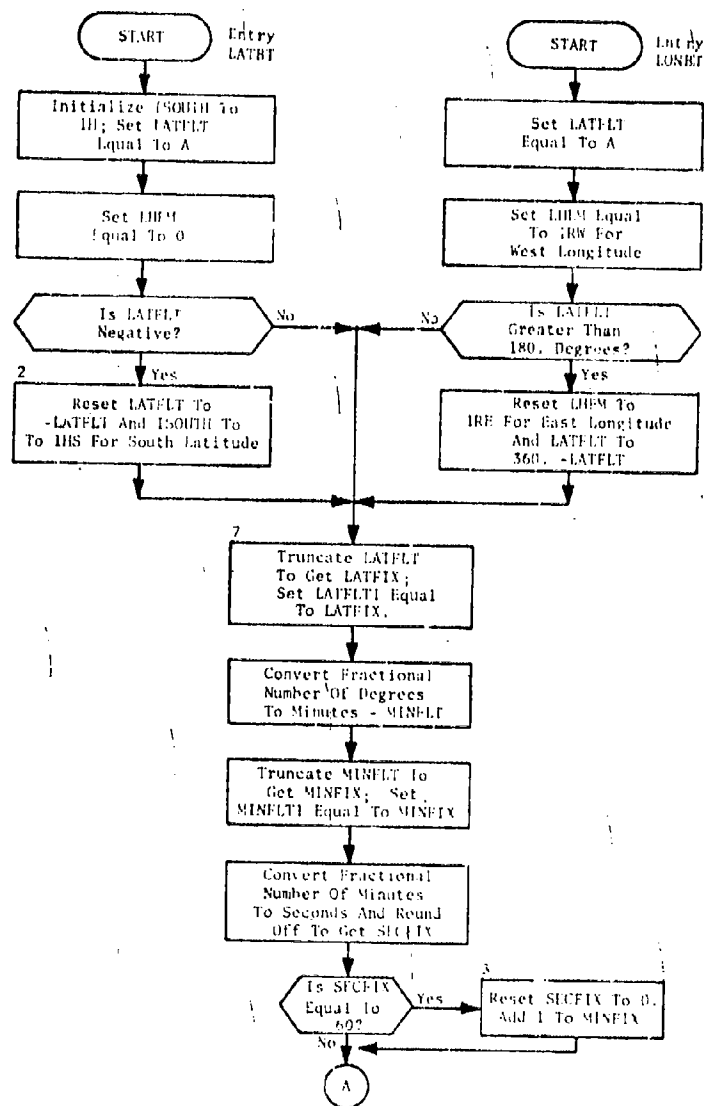 START
Entry
LATBT
Initialize ISOUTH To
1H; Set LATFLT
Equal To A
Set LHEM
Equal To 0
Is LATFLT
Negative?
No
Yes
2
Reset LATFLT To
-LATFLT And ISOUTH To
To 1HS For South Latitude
START
Entry
LONBT
Set LATFLT
Equal To A
Set LHEM Equal
To 1RW For
West Longitude
Is LATFLT
Greater Than
180. Degrees?
No
Yes
Reset LHEM To
1RE For East Longitude
And LATFLT To
360. -LATFLT
7
Truncate LATFLT
To Get LATFIX;
Set LATFLT1 Equal
To LATFIX.
Convert Fractional
Number Of Degrees
To Minutes - MINFLT
Truncate MINFLT To
Get MINFIX; Set
MINFLT1 Equal To MINFIX
Convert Fractional
Number Of Minutes
To Seconds And Round
Off To Get SECFIX
Is SECFIX
Equal To
60?
Yes
No
3
Reset SECFIX To 0.
Add 1 To MINFIX
A